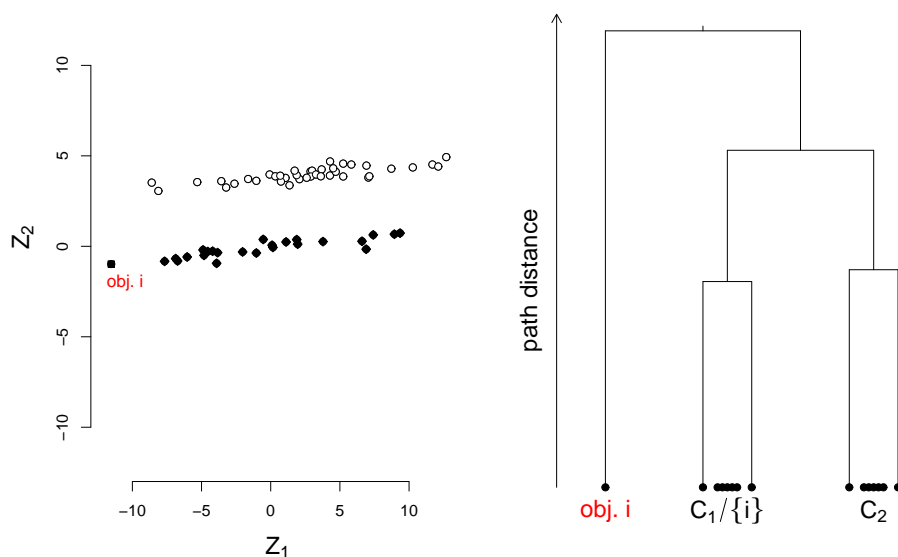 10
5
0
−5
−10
Z2
obj. i
−10 −5 0 5 10
Z1
path distance
obj. i C1/{i} C2